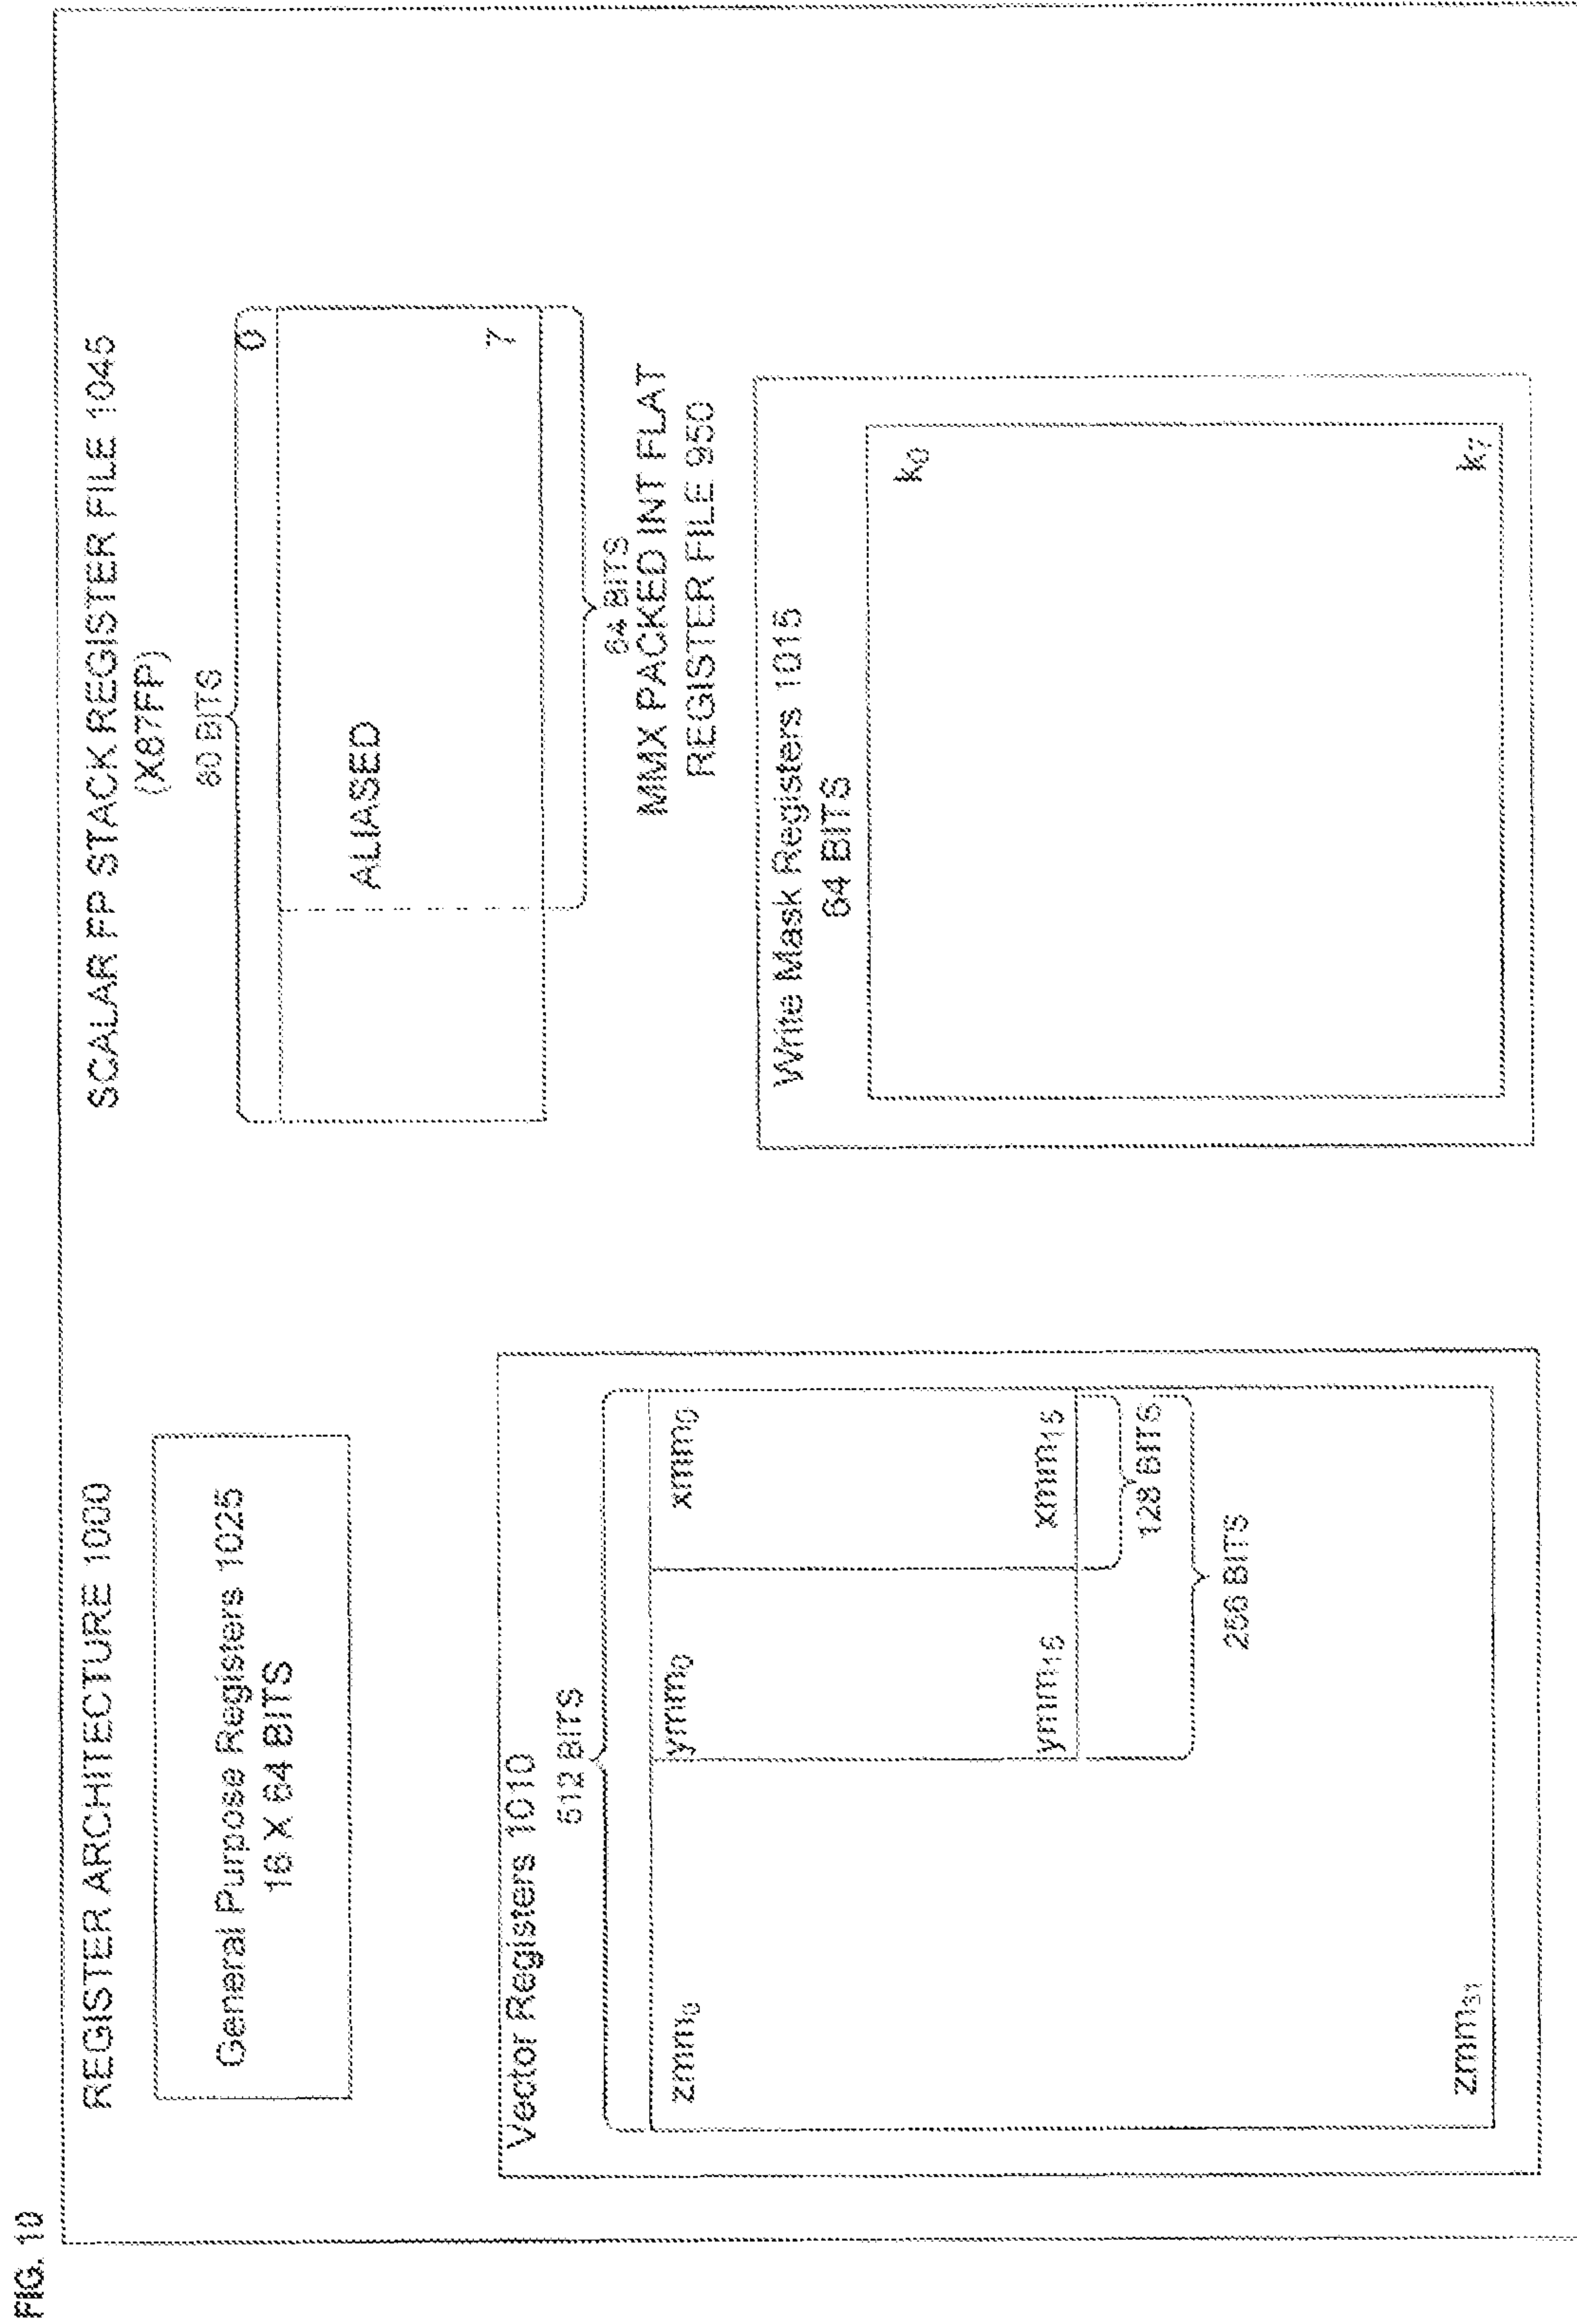 FIG. 10
REGISTER ARCHITECTURE 1000
General Purpose Registers 1025
16 X 64 BITS
Vector Registers 1010
512 BITS
zmm0
ymm0
xmm0
ymm15
xmm15
128 BITS
256 BITS
zmm31
SCALAR FP STACK REGISTER FILE 1045
(X87FP)
80 BITS
0
ALIASED
7
64 BITS
MMX PACKED INT FLAT
REGISTER FILE 950
Write Mask Registers 1015
64 BITS
k0
k7